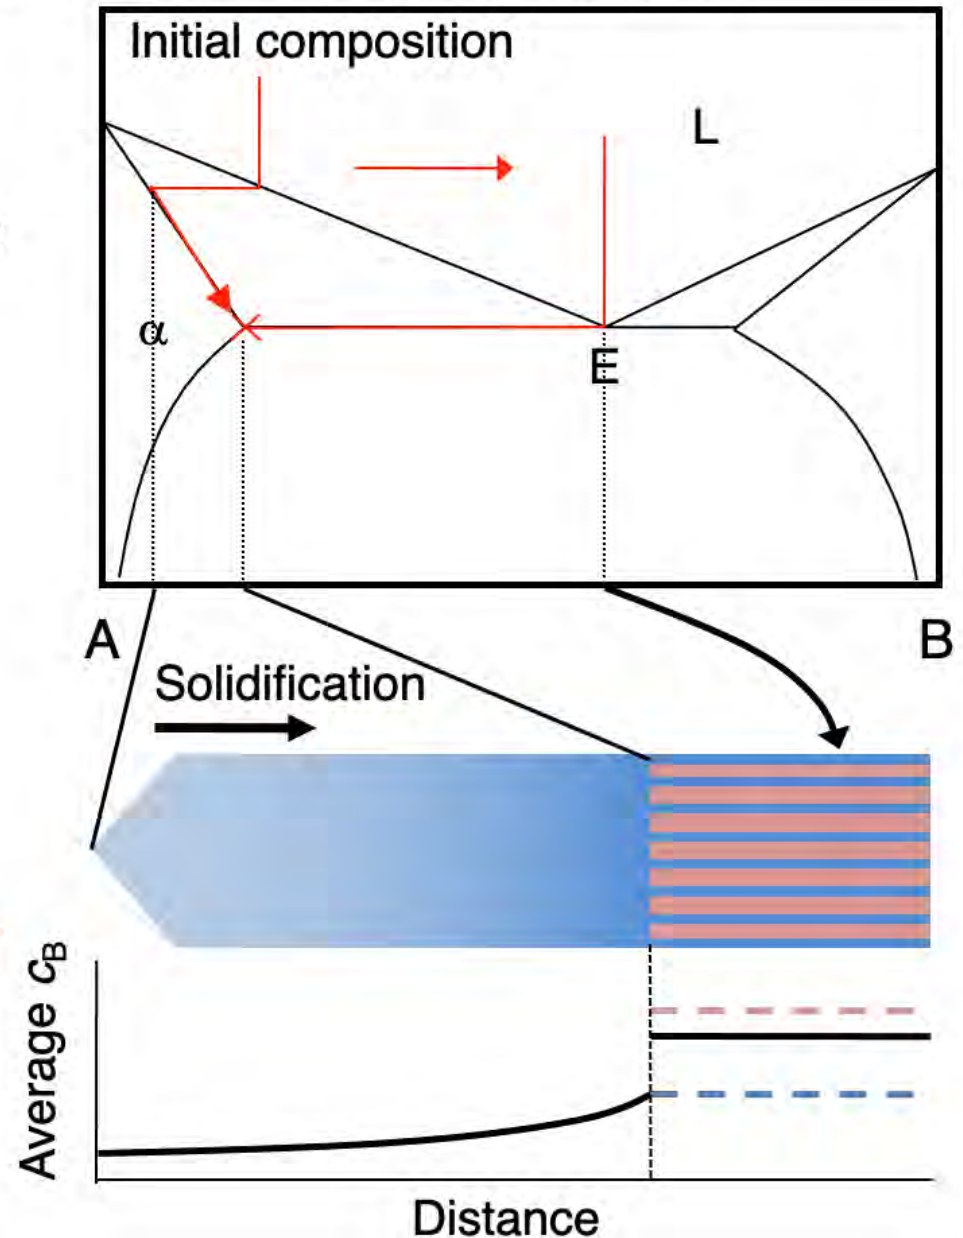 Initial composition
L
α
E
A
B
Solidification
Average cB
Distance